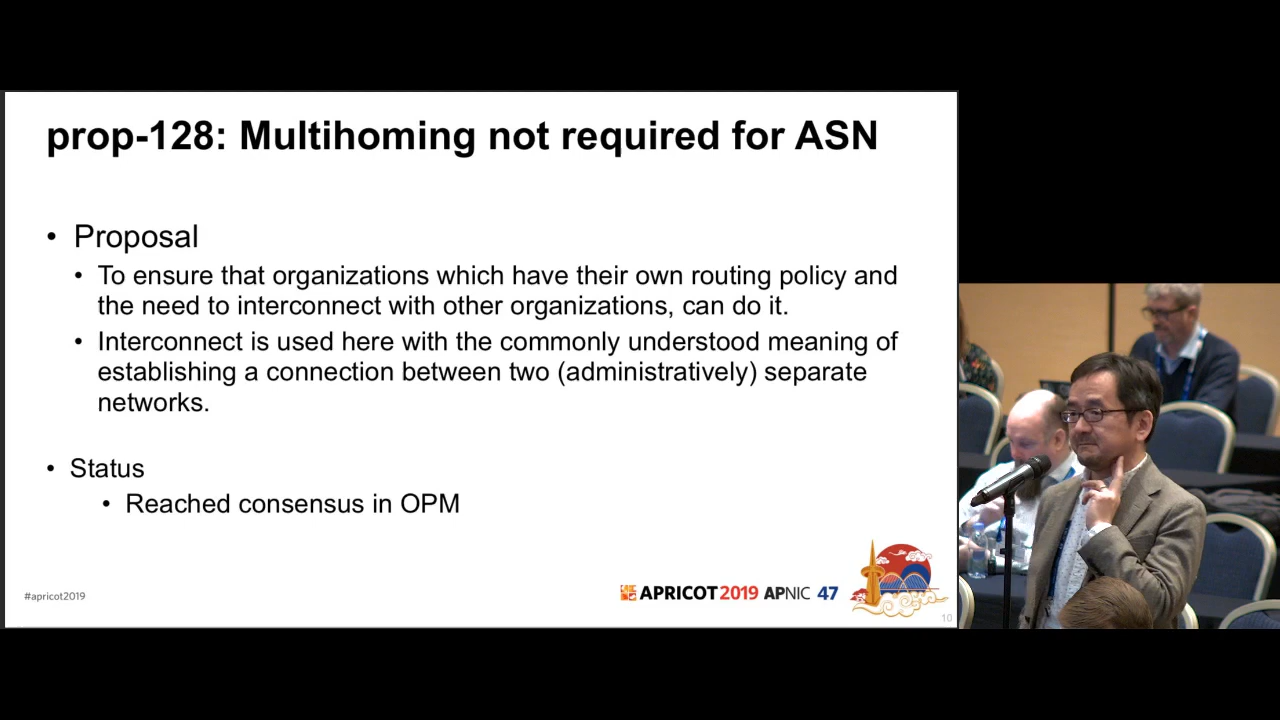 prop-128: Multihoming not required for ASN
• Proposal
• To ensure that organizations which have their own routing policy and
the need to interconnect with other organizations, can do it.
• Interconnect is used here with the commonly understood meaning of
establishing a connection between two (administratively) separate
networks.
• Status
• Reached consensus in OPM
#apricot2019
APRICOT 2019 APNIC 47
10